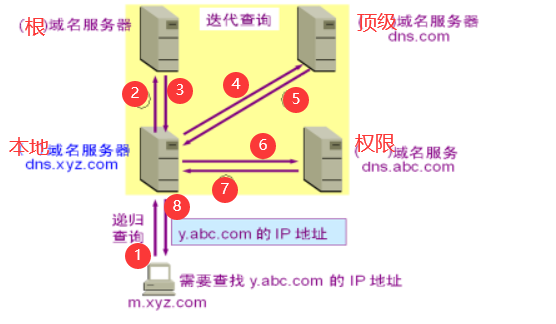 (根)域名服务器
迭代查询
(顶级)域名服务器
dns.com
2
3
4
5
本地域名服务器
dns.xyz.com
6
7
(权限)域名服务
dns.abc.com
8
递归
查询
y.abc.com 的 IP 地址
1
需要查找 y.abc.com 的 IP 地址
m.xyz.com